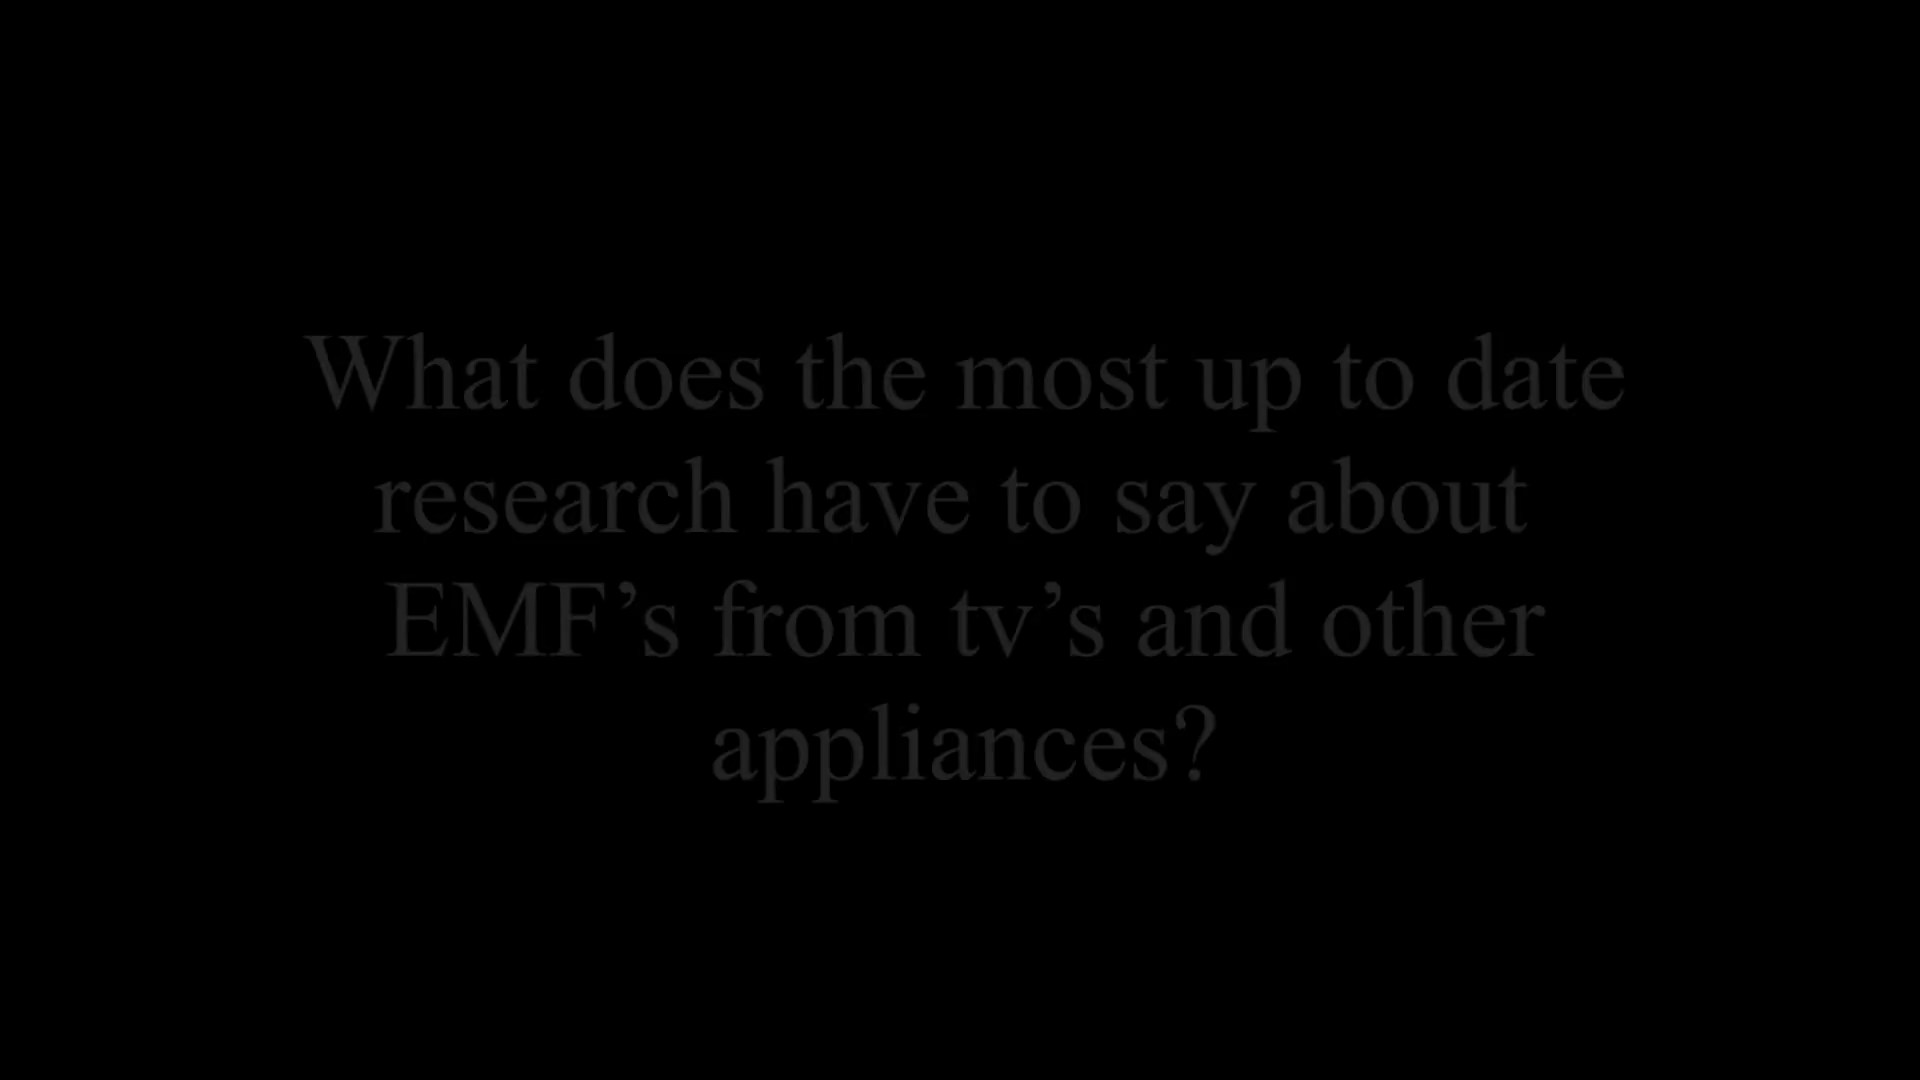 What does the most up to date
research have to say about
EMF’s from tv’s and other
appliances?